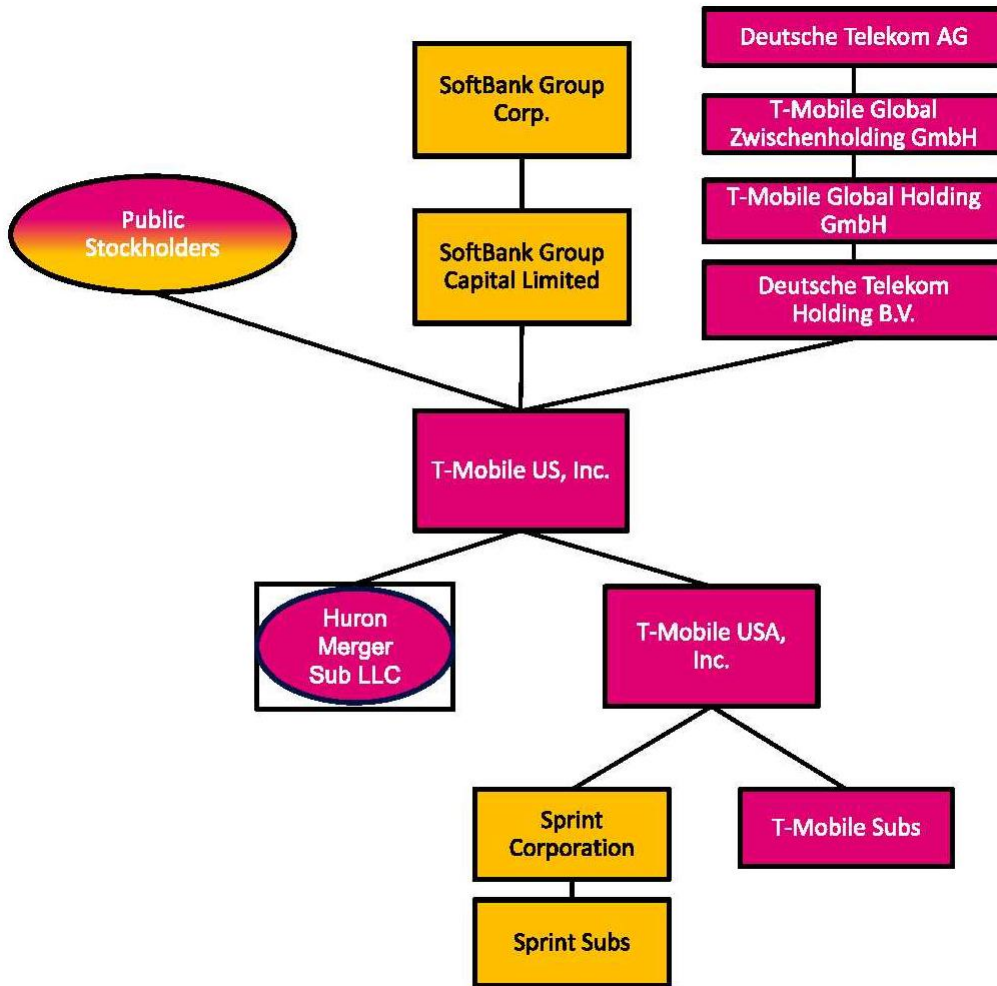 Deutsche Telekom AG
SoftBank Group
Corp.
T-Mobile Global
Zwischenholding GmbH
T-Mobile Global Holding
GmbH
Public
Stockholders
SoftBank Group
Capital Limited
Deutsche Telekom
Holding B.V.
T-Mobile US, Inc.
Huron
Merger
Sub LLC
T-Mobile USA,
Inc.
Sprint
Corporation
T-Mobile Subs
Sprint Subs